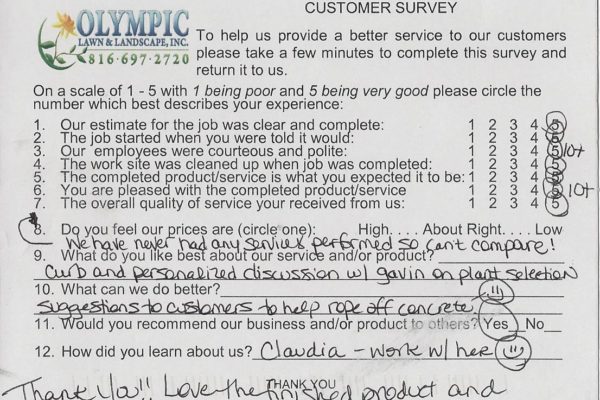 CUSTOMER SURVEY
OLYMPIC
LAWN & LANDSCAPE, INC.
816·697·2720
To help us provide a better service to our customers
please take a few minutes to complete this survey and
return it to us.
On a scale of 1 - 5 with 1 being poor and 5 being very good please circle the
number which best describes your experience:
1. Our estimate for the job was clear and complete: 1 2 3 4 5
2. The job started when you were told it would: 1 2 3 4 5
3. Our employees were courteous and polite: 1 2 3 4 5 10+
4. The work site was cleaned up when job was completed: 1 2 3 4 5
5. The completed product/service is what you expected it to be: 1 2 3 4 5
6. You are pleased with the completed product/service 1 2 3 4 5 10+
7. The overall quality of service your received from us: 1 2 3 4 5
8. Do you feel our prices are (circle one): High. . . . About Right. . . . Low
We have never had any services performed so can't compare!
9. What do you like best about our service and/or product?
Curb and personalized discussion w/ gavin on plant selection
10. What can we do better?
suggestions to customers to help rope off concrete
11. Would you recommend our business and/or product to others? Yes No
12. How did you learn about us? Claudia - Work w/ her
THANK YOU
Thank You!! Love the finished product and